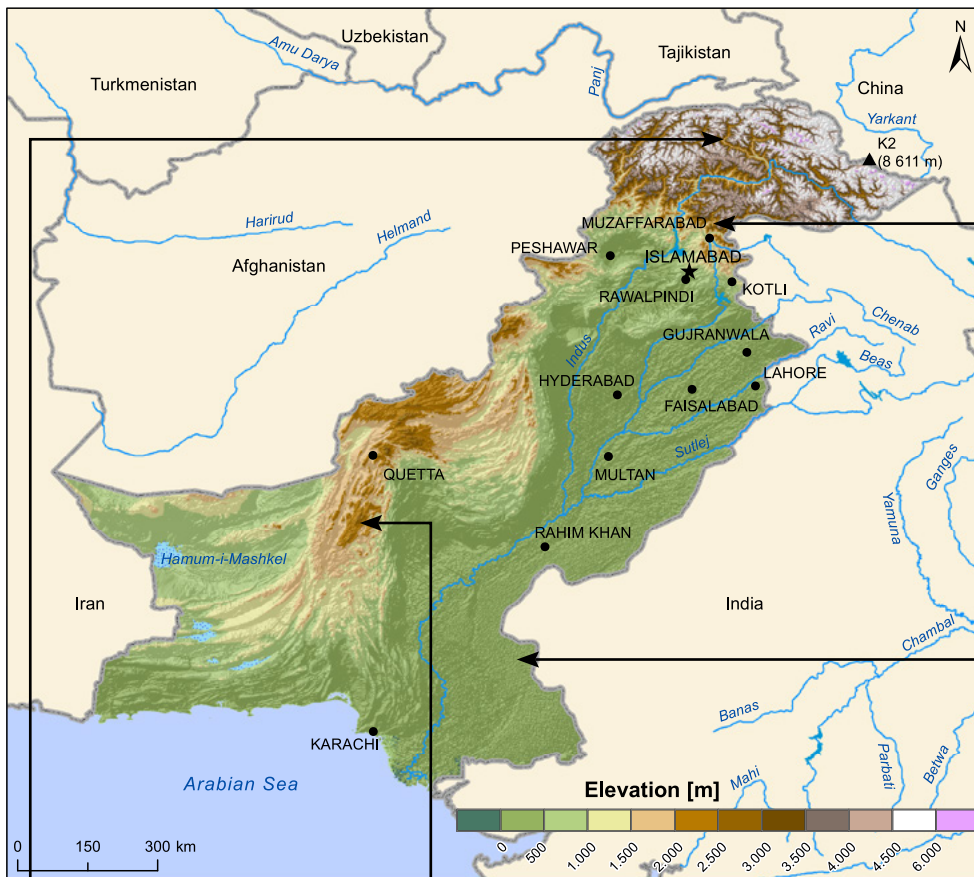 Uzbekistan
Tajikistan
N
Amu Darya
Turkmenistan
Panj
China
Yarkant
K2
(8 611 m)
Harirud
Helmand
MUZAFFARABAD
PESHAWAR
ISLAMABAD
Afghanistan
RAWALPINDI
KOTLI
Chenab
GUJRANWALA
Ravi
Indus
Beas
HYDERABAD
LAHORE
FAISALABAD
Sutlej
QUETTA
MULTAN
Ganges
Yamuna
RAHIM KHAN
Hamum-i-Mashkel
Iran
India
Chambal
Banas
KARACHI
Parbati
Betwa
Arabian Sea
Mahi
Elevation [m]
0
500
1.000
1.500
2.000
2.500
3.000
3.500
4.000
4.500
6.000
0 150 300 km